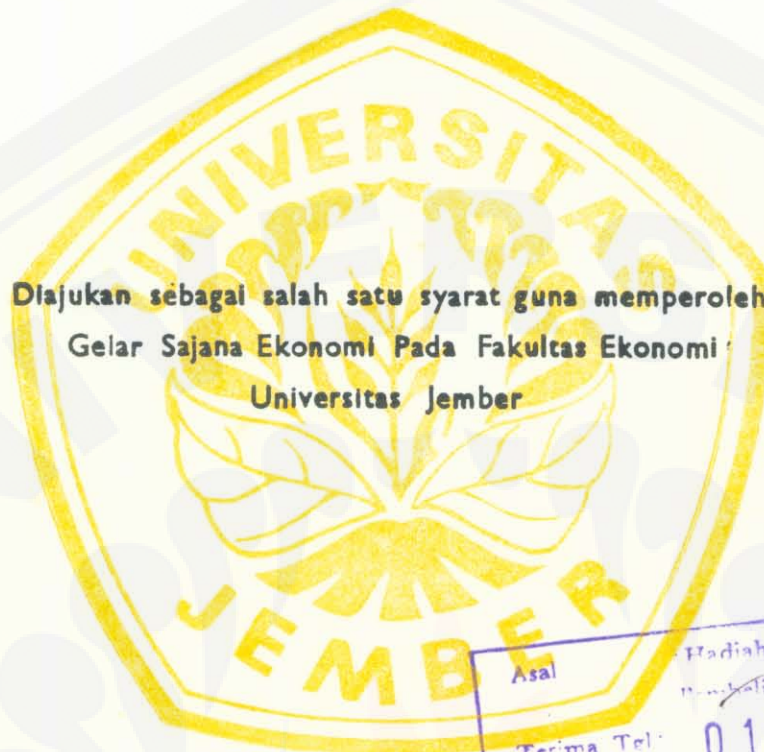 UNIVERSITAS
Diajukan sebagai salah satu syarat guna memperoleh
Gelar Sajana Ekonomi Pada Fakultas Ekonomi
Universitas Jember
JEMBER
Asal
Hadiah
Terima Tgl:
01